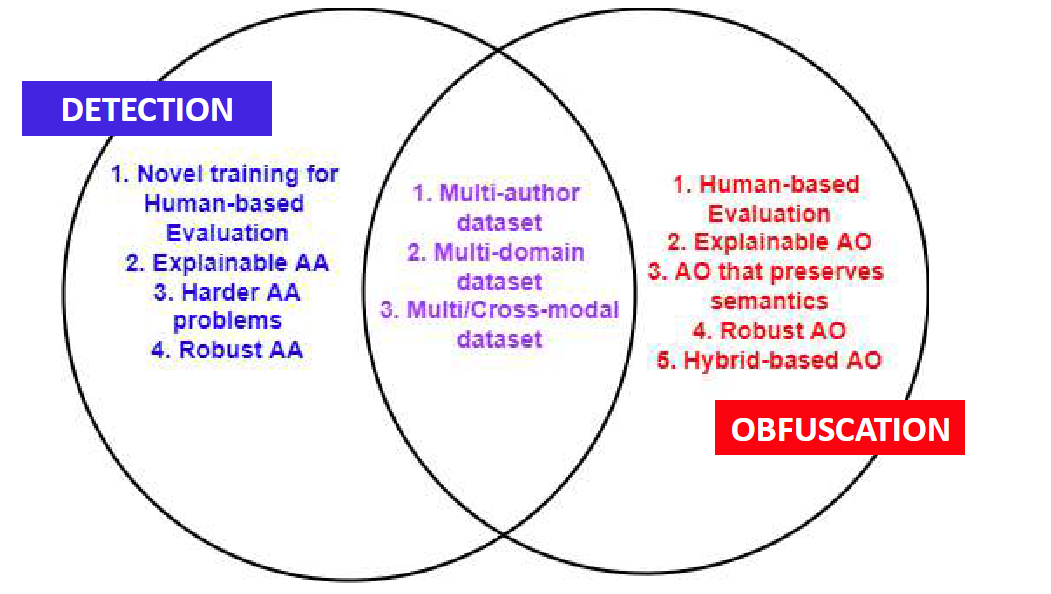 DETECTION
1. Novel training for
Human-based
Evaluation
2. Explainable AA
3. Harder AA
problems
4. Robust AA
1. Multi-author
dataset
2. Multi-domain
dataset
3. Multi/Cross-modal
dataset
1. Human-based
Evaluation
2. Explainable AO
3. AO that preserves
semantics
4. Robust AO
5. Hybrid-based AO
OBFUSCATION